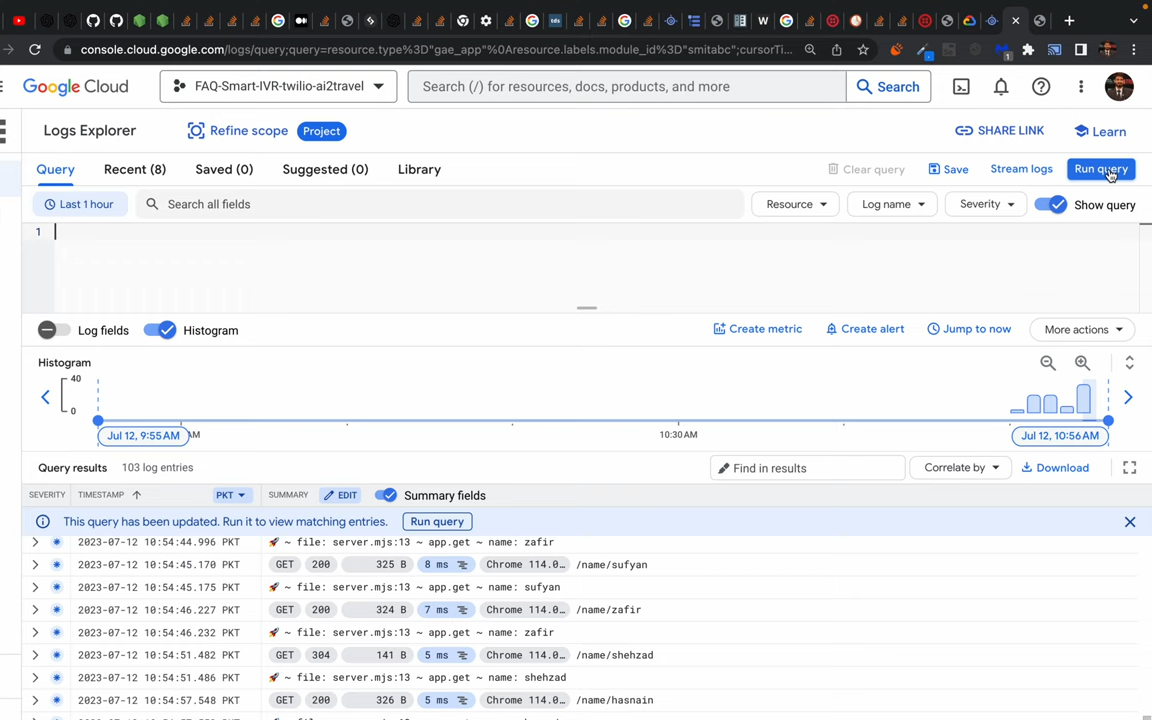 console.cloud.google.com/logs/query;query=resource.type%3D"gae_app"%0Aresource.labels.module_id%3D"smitabc";cursorTi...
Google Cloud
FAQ-Smart-IVR-twilio-ai2travel
Search (/) for resources, docs, products, and more
Search
Logs Explorer
Refine scope
Project
SHARE LINK
Learn
Query
Recent (8)
Saved (0)
Suggested (0)
Library
Clear query
Save
Stream logs
Run query
Last 1 hour
Search all fields
Resource
Log name
Severity
Show query
1
Log fields
Histogram
Create metric
Create alert
Jump to now
More actions
Histogram
40
0
Jul 12, 9:55 AM
AM
10:30 AM
Jul 12, 10:56 AM
Query results
103 log entries
Find in results
Correlate by
Download
SEVERITY
TIMESTAMP
PKT
SUMMARY
EDIT
Summary fields
This query has been updated. Run it to view matching entries.
Run query
2023-07-12 10:54:44.996 PKT 🚀 ~ file: server.mjs:13 ~ app.get ~ name: zafir
2023-07-12 10:54:45.170 PKT GET 200 325 B 8 ms Chrome 114.0… /name/sufyan
2023-07-12 10:54:45.175 PKT 🚀 ~ file: server.mjs:13 ~ app.get ~ name: sufyan
2023-07-12 10:54:46.227 PKT GET 200 324 B 7 ms Chrome 114.0… /name/zafir
2023-07-12 10:54:46.232 PKT 🚀 ~ file: server.mjs:13 ~ app.get ~ name: zafir
2023-07-12 10:54:51.482 PKT GET 304 141 B 5 ms Chrome 114.0… /name/shehzad
2023-07-12 10:54:51.486 PKT 🚀 ~ file: server.mjs:13 ~ app.get ~ name: shehzad
2023-07-12 10:54:57.548 PKT GET 200 326 B 5 ms Chrome 114.0… /name/hasnain